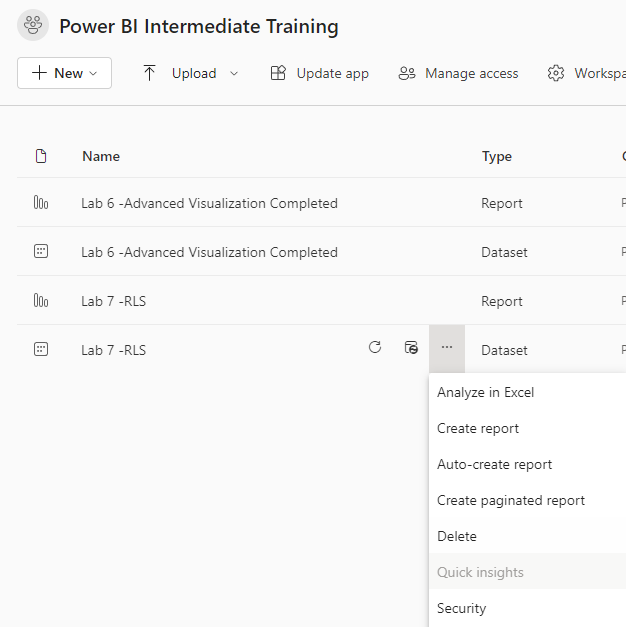 Power BI Intermediate Training
New Upload Update app Manage access Workspa
Name Type
Lab 6 -Advanced Visualization Completed Report
Lab 6 -Advanced Visualization Completed Dataset
Lab 7 -RLS Report
Lab 7 -RLS ... Dataset
Analyze in Excel
Create report
Auto-create report
Create paginated report
Delete
Quick insights
Security